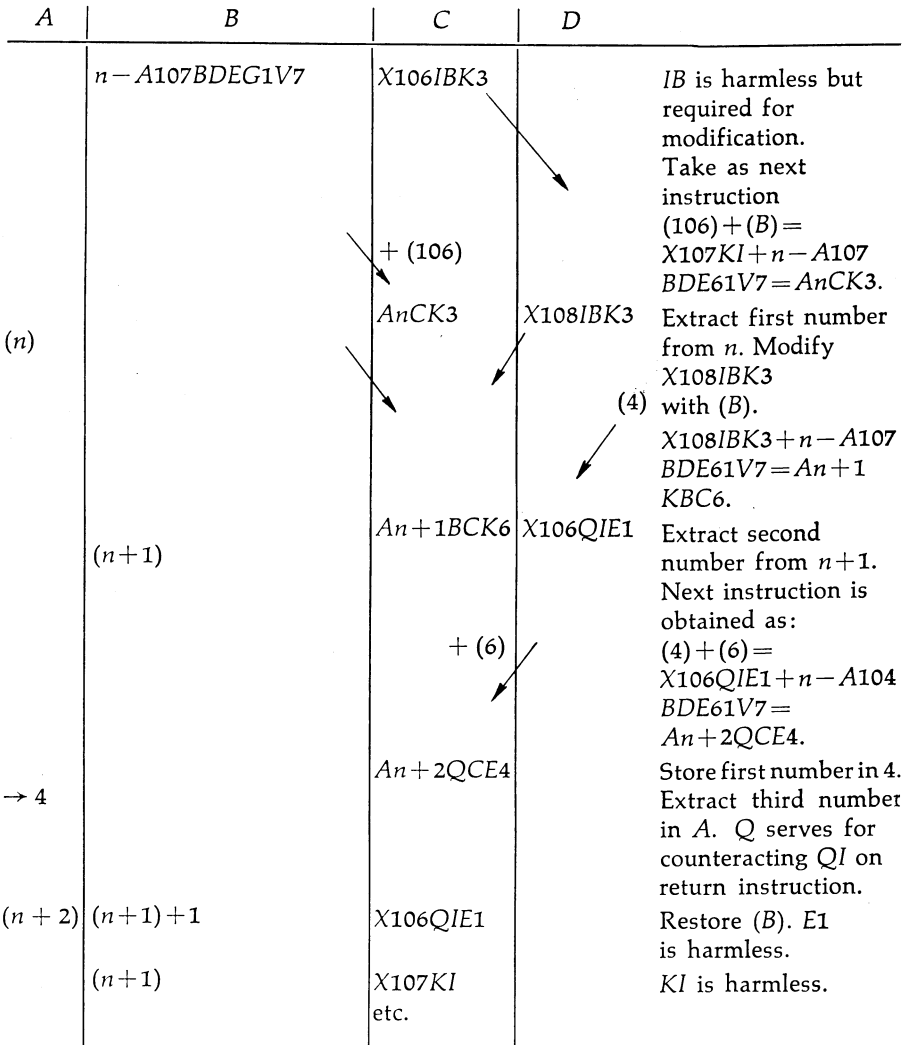 A B C D
n−A107BDEG1V7 X106IBK3 IB is harmless but
required for
modification.
Take as next
instruction
+ (106) (106)+(B)=
X107KI+n−A107
BDE61V7=AnCK3.
AnCK3 X108IBK3 Extract first number
(n) from n. Modify
X108IBK3
(4) with (B).
X108IBK3+n−A107
BDE61V7=An+1
KBC6.
An+1BCK6 X106QIE1 Extract second
(n+1) number from n+1.
Next instruction is
obtained as:
+ (6) (4)+(6)=
X106QIE1+n−A104
BDE61V7=
An+2QCE4.
An+2QCE4 Store first number in 4.
→ 4 Extract third number
in A. Q serves for
counteracting QI on
return instruction.
(n + 2) (n+1)+1 X106QIE1 Restore (B). E1
is harmless.
(n+1) X107KI KI is harmless.
etc.